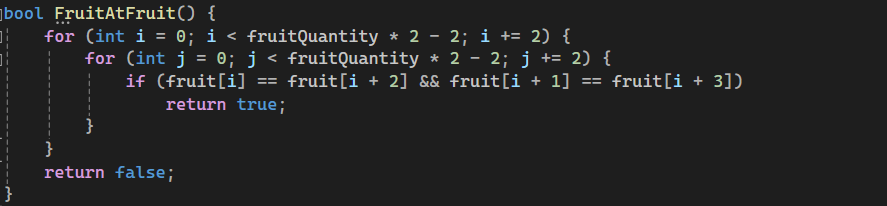 bool FruitAtFruit() {
for (int i = 0; i < fruitQuantity * 2 - 2; i += 2) {
for (int j = 0; j < fruitQuantity * 2 - 2; j += 2) {
if (fruit[i] == fruit[i + 2] && fruit[i + 1] == fruit[i + 3])
return true;
}
}
return false;
}